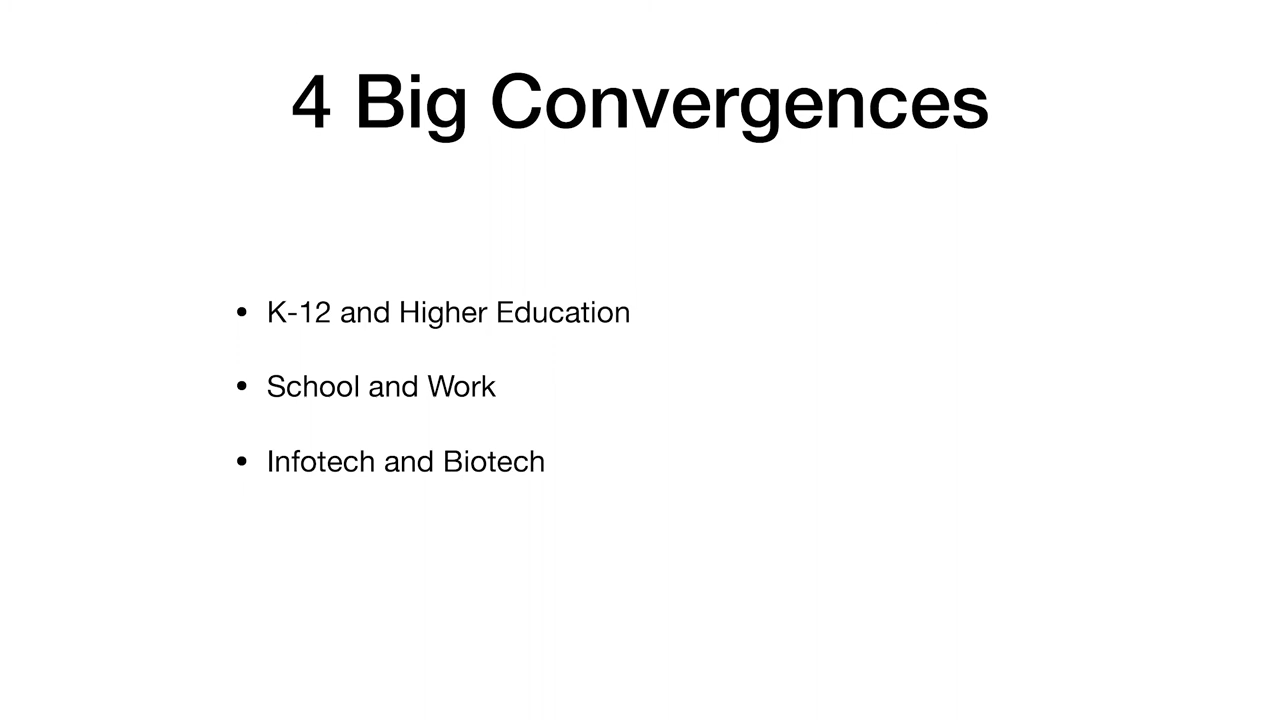 4 Big Convergences
• K-12 and Higher Education
• School and Work
• Infotech and Biotech